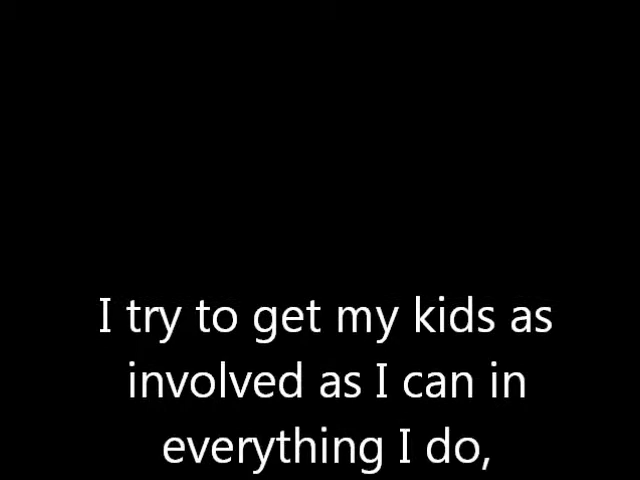 I try to get my kids as
involved as I can in
everything I do,